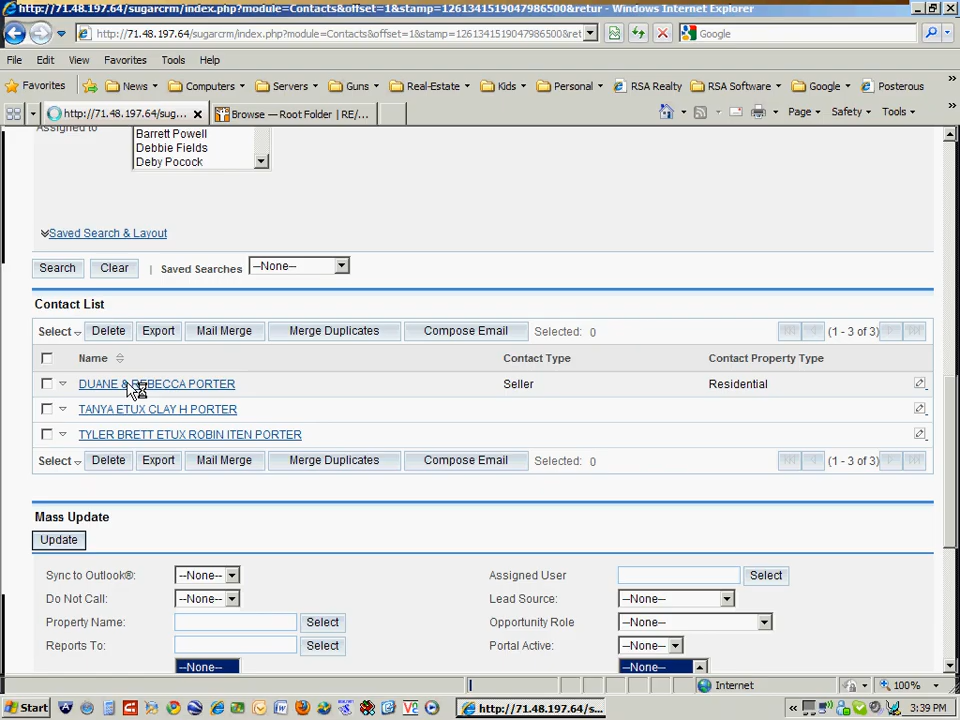 http://71.48.197.64/sugarcrm/index.php?module=Contacts&offset=1&stamp=1261341519047986500&retur - Windows Internet Explorer
http://71.48.197.64/sugarcrm/index.php?module=Contacts&offset=1&stamp=1261341519047986500&ret
Google
File Edit View Favorites Tools Help
Favorites News Computers Servers Guns Real-Estate Kids Personal RSA Realty RSA Software Google Posterous
http://71.48.197.64/sug... Browse — Root Folder | RE/... Page Safety Tools
Assigned to
Barrett Powell
Debbie Fields
Deby Pocock
Saved Search & Layout
Search Clear | Saved Searches --None--
Contact List
Select Delete Export Mail Merge Merge Duplicates Compose Email Selected: 0 (1 - 3 of 3)
Name Contact Type Contact Property Type
DUANE & REBECCA PORTER Seller Residential
TANYA ETUX CLAY H PORTER
TYLER BRETT ETUX ROBIN ITEN PORTER
Select Delete Export Mail Merge Merge Duplicates Compose Email Selected: 0 (1 - 3 of 3)
Mass Update
Update
Sync to Outlook®: --None-- Assigned User Select
Do Not Call: --None-- Lead Source: --None--
Property Name: Select Opportunity Role --None--
Reports To: Select Portal Active: --None--
--None-- --None--
Internet 100%
Start http://71.48.197.64/s... 3:39 PM